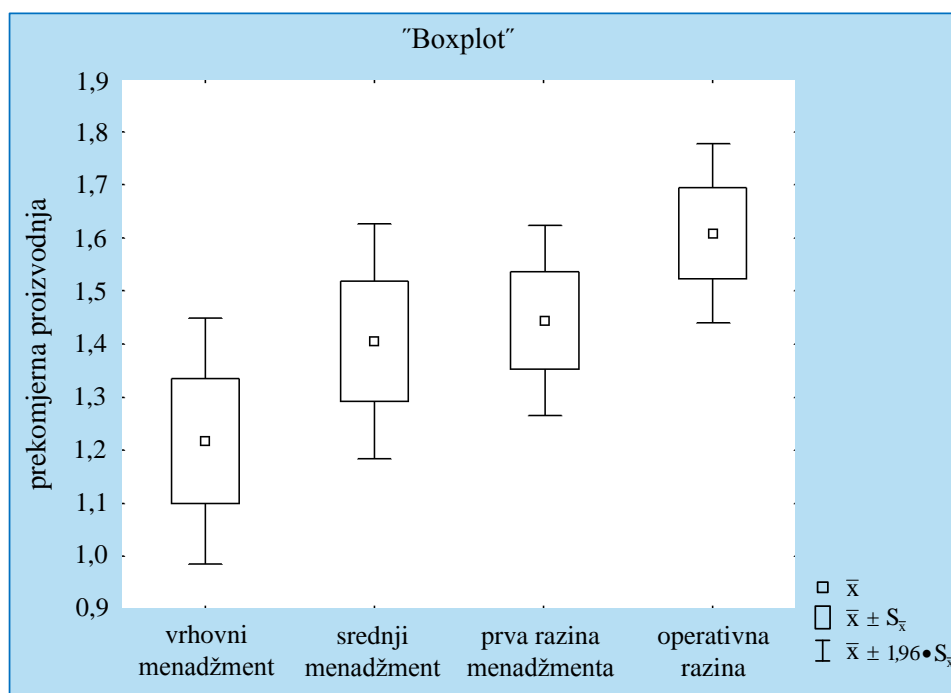 ˝Boxplot˝
prekomjerna proizvodnja
1,9
1,8
1,7
1,6
1,5
1,4
1,3
1,2
1,1
1,0
0,9
vrhovni
menadžment
srednji
menadžment
prva razina
menadžmenta
operativna
razina
x̄
x̄ ± Sx̄
x̄ ± 1,96•Sx̄